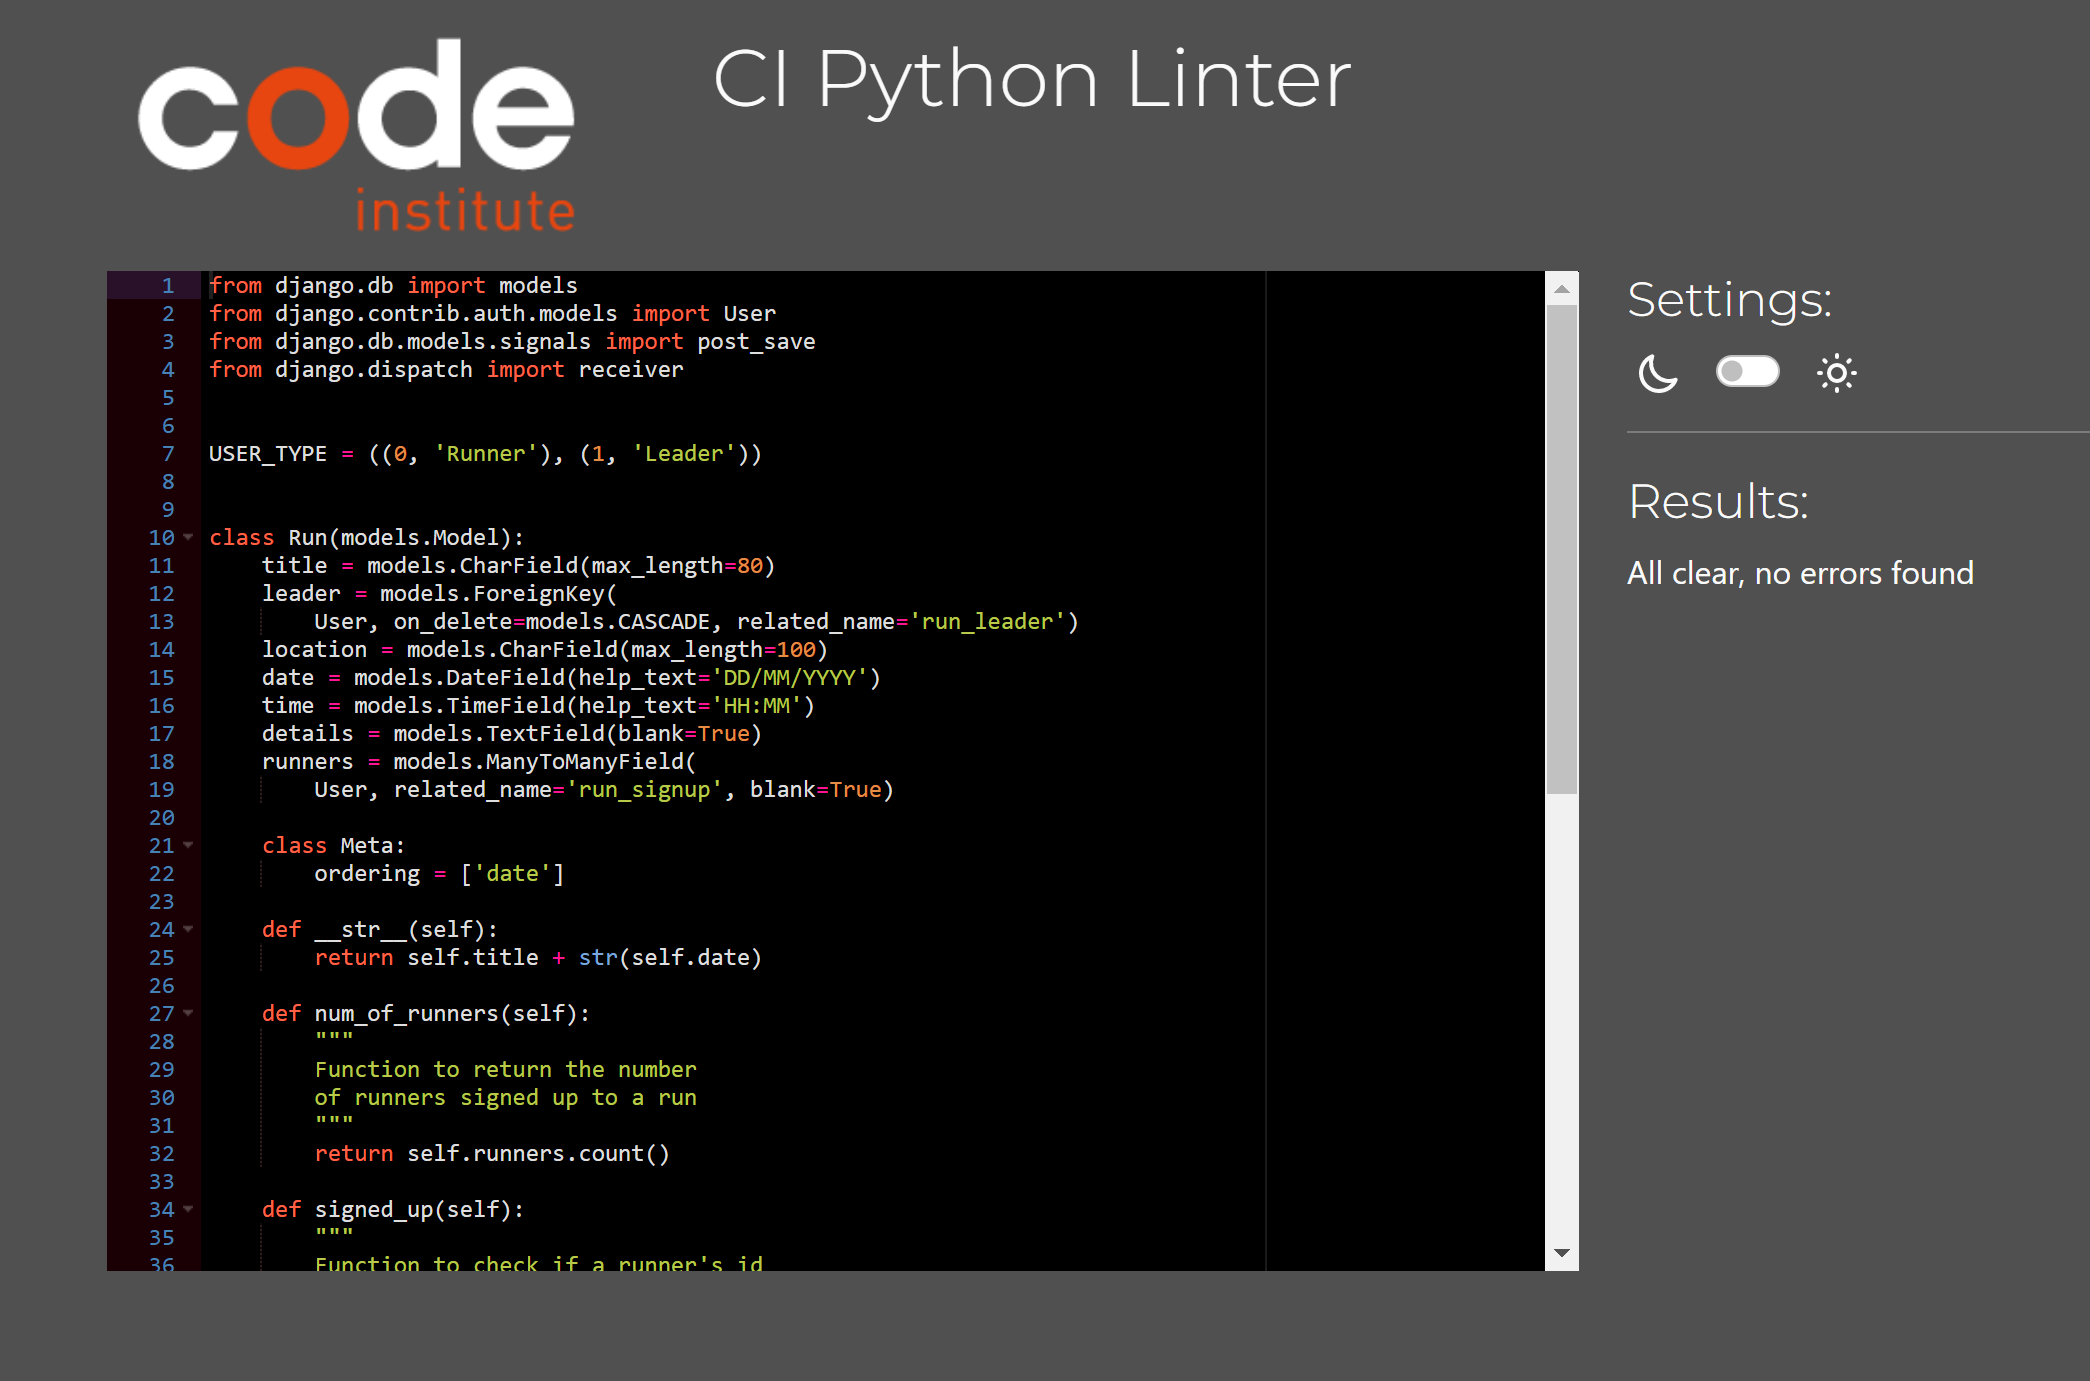 code
institute
CI Python Linter
1 from django.db import models
2 from django.contrib.auth.models import User
3 from django.db.models.signals import post_save
4 from django.dispatch import receiver
5
6
7 USER_TYPE = ((0, 'Runner'), (1, 'Leader'))
8
9
10 class Run(models.Model):
11     title = models.CharField(max_length=80)
12     leader = models.ForeignKey(
13         User, on_delete=models.CASCADE, related_name='run_leader')
14     location = models.CharField(max_length=100)
15     date = models.DateField(help_text='DD/MM/YYYY')
16     time = models.TimeField(help_text='HH:MM')
17     details = models.TextField(blank=True)
18     runners = models.ManyToManyField(
19         User, related_name='run_signup', blank=True)
20
21     class Meta:
22         ordering = ['date']
23
24     def __str__(self):
25         return self.title + str(self.date)
26
27     def num_of_runners(self):
28         """
29         Function to return the number
30         of runners signed up to a run
31         """
32         return self.runners.count()
33
34     def signed_up(self):
35         """
36         Function to check if a runner's id
Settings:
Results:
All clear, no errors found